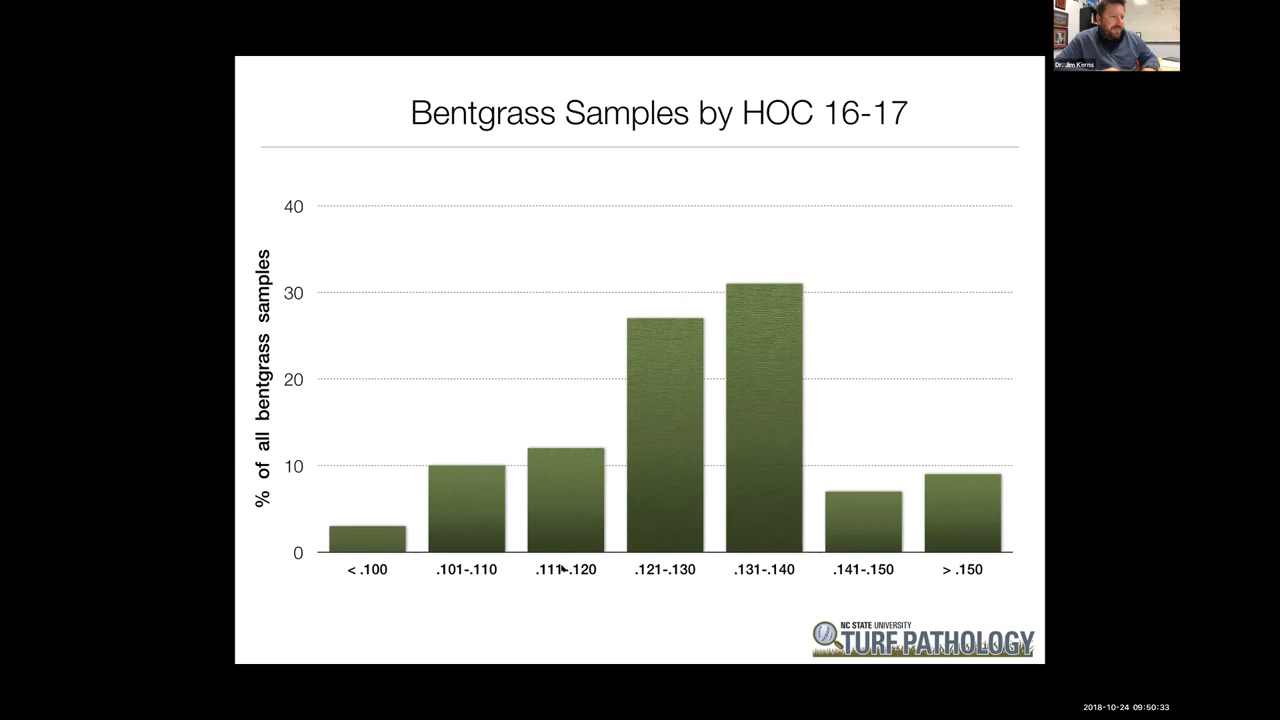 Dr. Jim Kerns
Bentgrass Samples by HOC 16-17
% of all bentgrass samples
40
30
20
10
0
< .100 .101-.110 .111-.120 .121-.130 .131-.140 .141-.150 > .150
NC STATE UNIVERSITY
TURF PATHOLOGY
2018-10-24 09:50:33